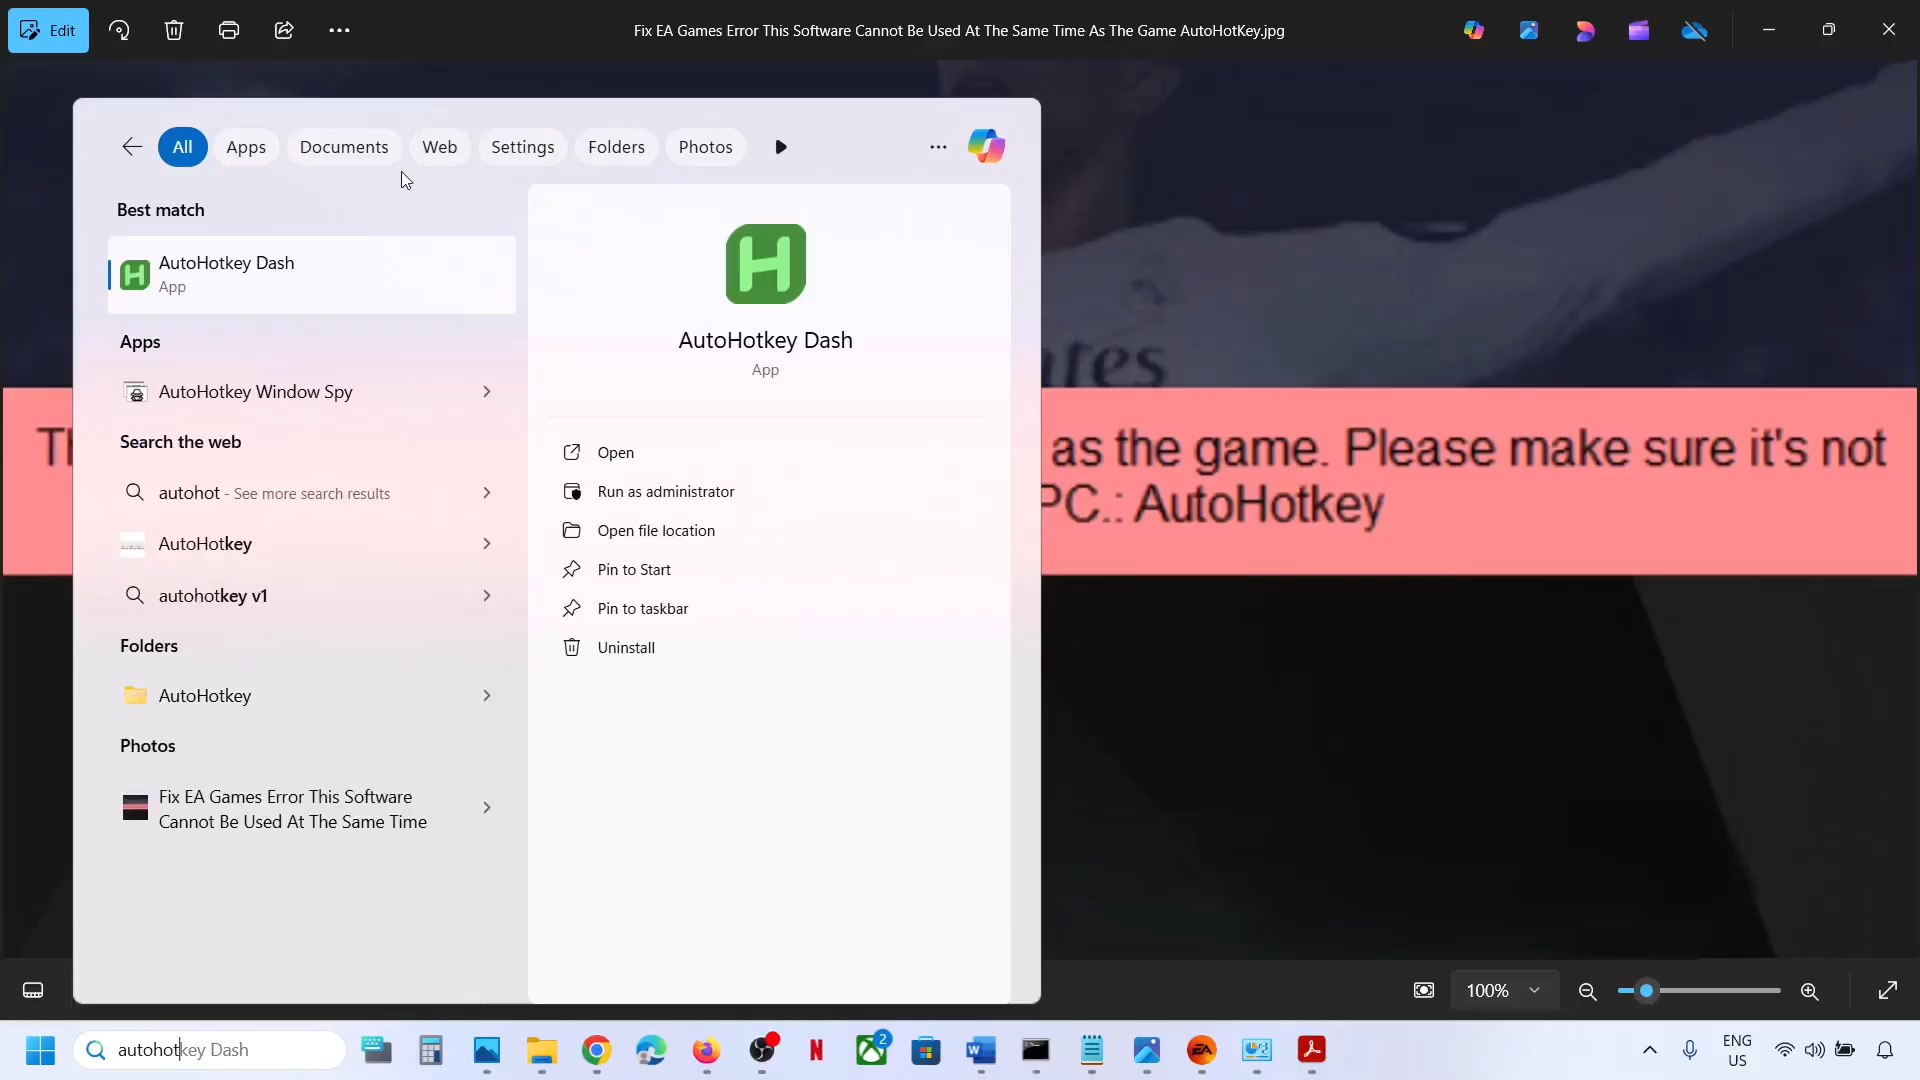 Edit
Fix EA Games Error This Software Cannot Be Used At The Same Time As The Game AutoHotKey.jpg
All Apps Documents Web Settings Folders Photos
Best match
AutoHotkey Dash
App
Apps
AutoHotkey Window Spy
Search the web
autohot - See more search results
AutoHotkey
autohotkey v1
Folders
AutoHotkey
Photos
Fix EA Games Error This Software
Cannot Be Used At The Same Time
AutoHotkey Dash
App
Open
Run as administrator
Open file location
Pin to Start
Pin to taskbar
Uninstall
as the game. Please make sure it's not
PC.: AutoHotkey
100%
autohotkey Dash
2
ENG
US